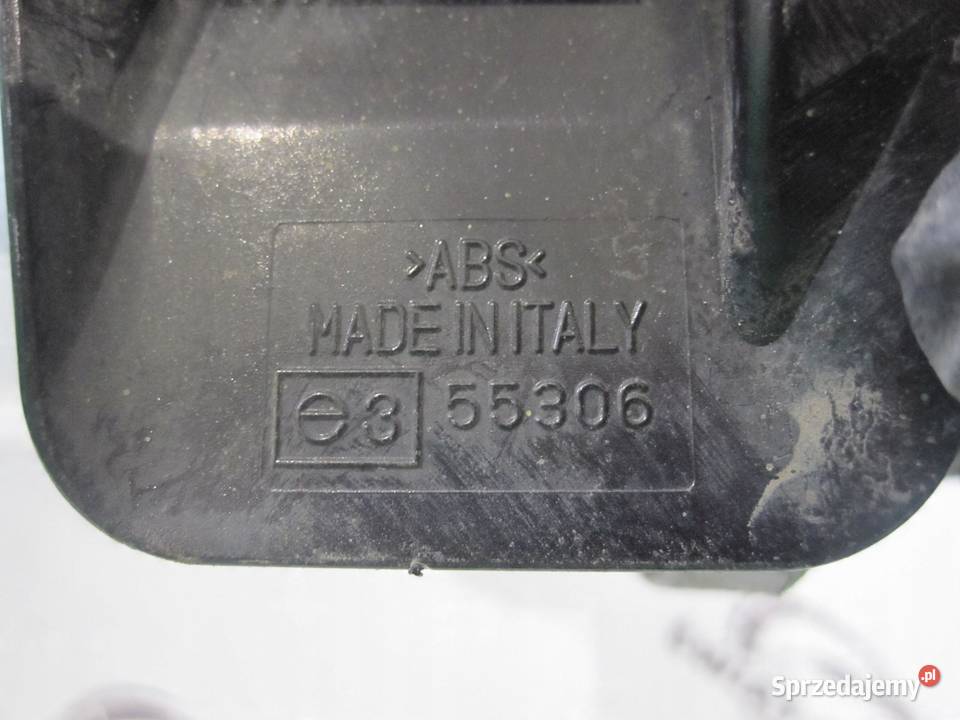 >ABS<
MADE IN ITALY
e3 55306
Sprzedajemy.pl